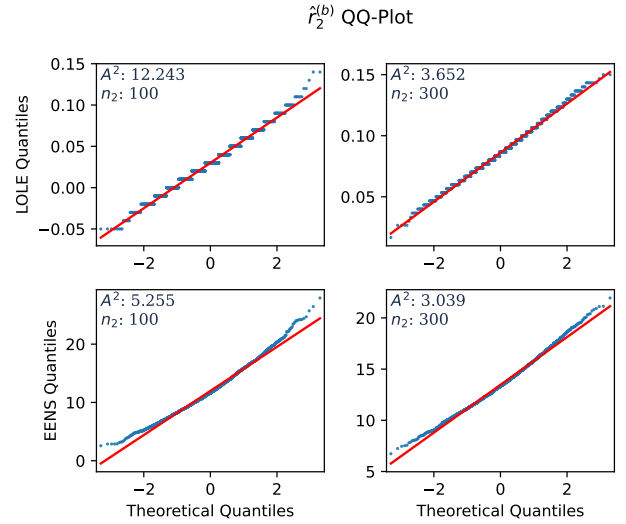 r̂₂⁽ᵇ⁾ QQ-Plot
A²: 12.243
n₂: 100
LOLE Quantiles
0.15
0.10
0.05
0.00
−0.05
−2
0
2
A²: 3.652
n₂: 300
0.15
0.10
0.05
−2
0
2
A²: 5.255
n₂: 100
EENS Quantiles
20
10
0
−2
0
2
Theoretical Quantiles
A²: 3.039
n₂: 300
20
15
10
5
−2
0
2
Theoretical Quantiles